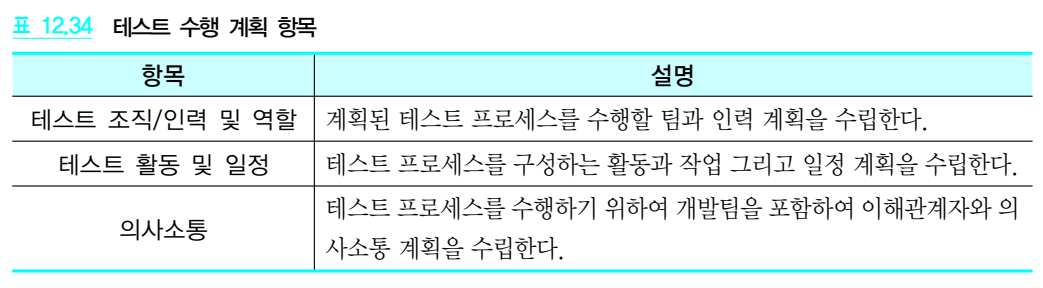 표 12.34 테스트 수행 계획 항목
항목 설명
테스트 조직/인력 및 역할 계획된 테스트 프로세스를 수행할 팀과 인력 계획을 수립한다.
테스트 활동 및 일정 테스트 프로세스를 구성하는 활동과 작업 그리고 일정 계획을 수립한다.
의사소통 테스트 프로세스를 수행하기 위하여 개발팀을 포함하여 이해관계자와 의
사소통 계획을 수립한다.